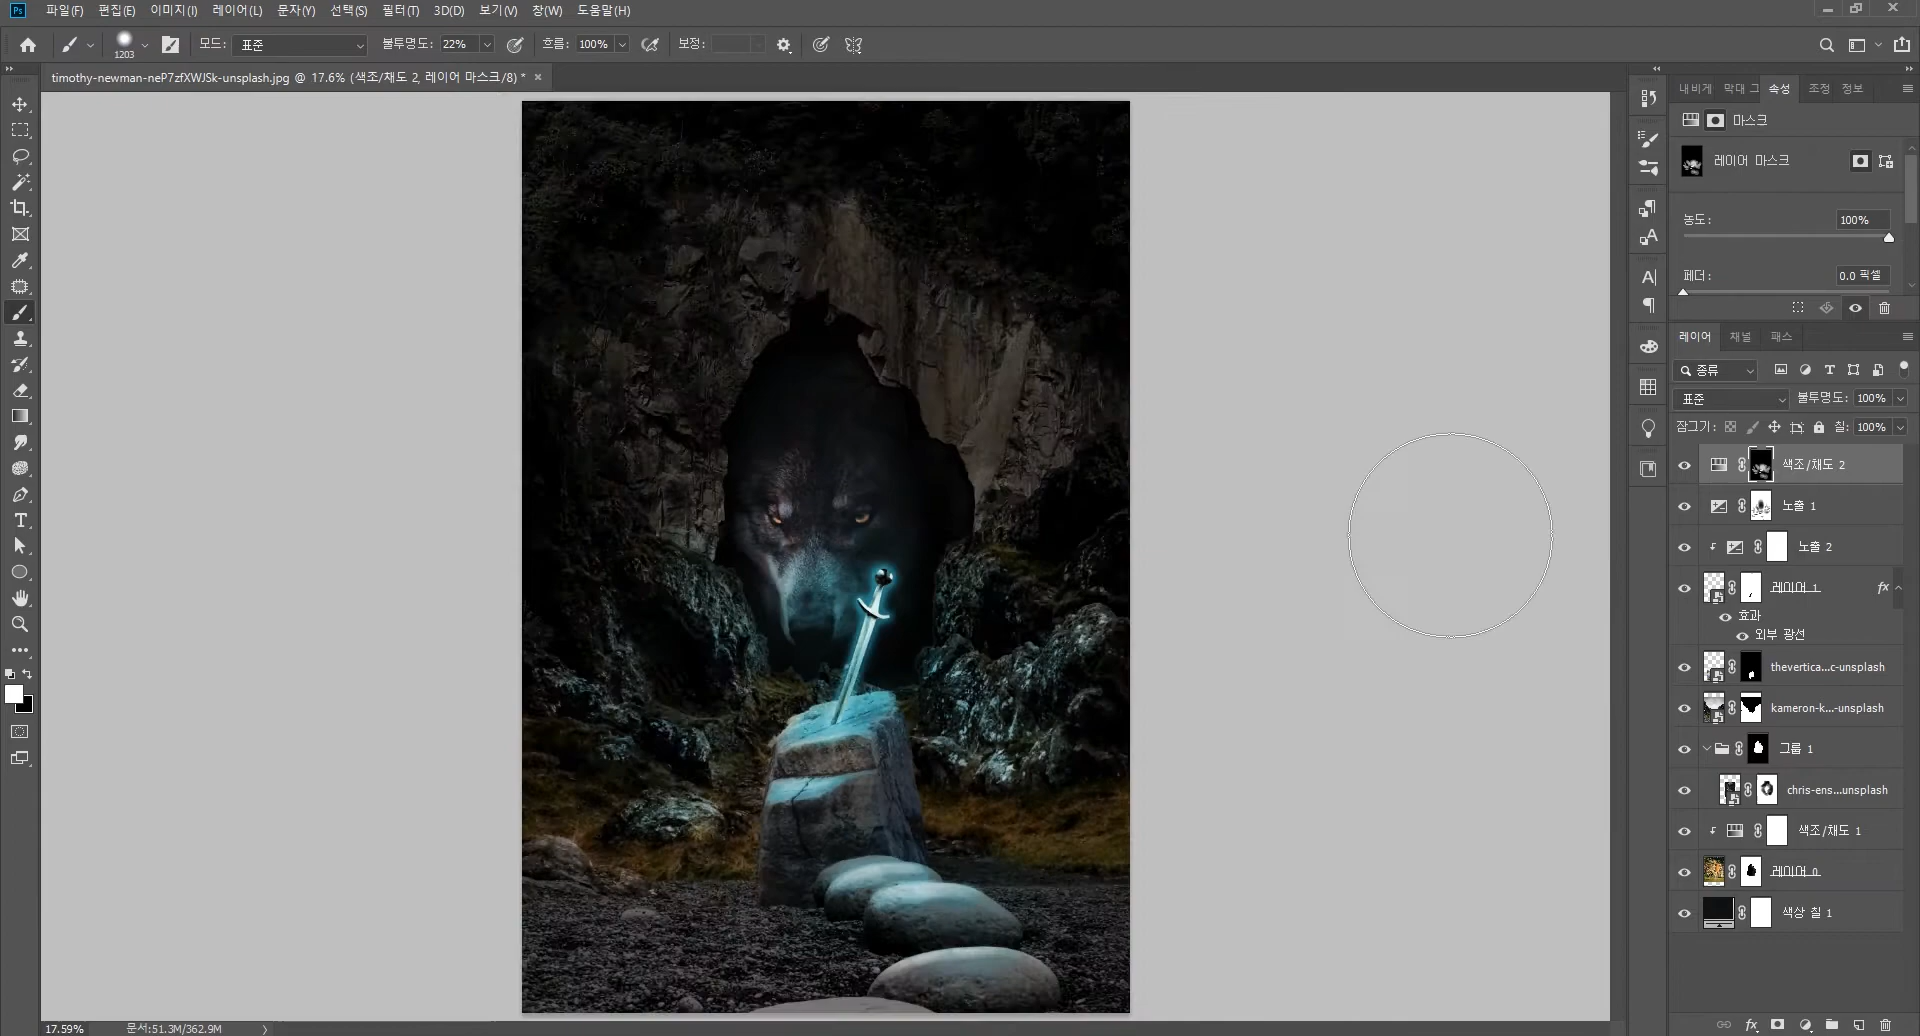 Ps 파일(F) 편집(E) 이미지(I) 레이어(L) 문자(Y) 선택(S) 필터(T) 3D(D) 보기(V) 창(W) 도움말(H)
1203 모드: 표준 불투명도: 22% 흐름: 100% 보정:
timothy-newman-neP7zfXWJSk-unsplash.jpg @ 17.6% (색조/채도 2, 레이어 마스크/8) * ×
내비게 막대 그 속성 조정 정보
마스크
레이어 마스크
농도: 100%
페더: 0.0 픽셀
레이어 채널 패스
종류
표준 불투명도: 100%
잠그기: 칠: 100%
색조/채도 2
노출 1
노출 2
레이어 1 fx
효과
외부 광선
thevertica...c-unsplash
kameron-k...-unsplash
그룹 1
chris-ens...unsplash
색조/채도 1
레이어 0
색상 칠 1
17.59% 문서:51.3M/362.9M